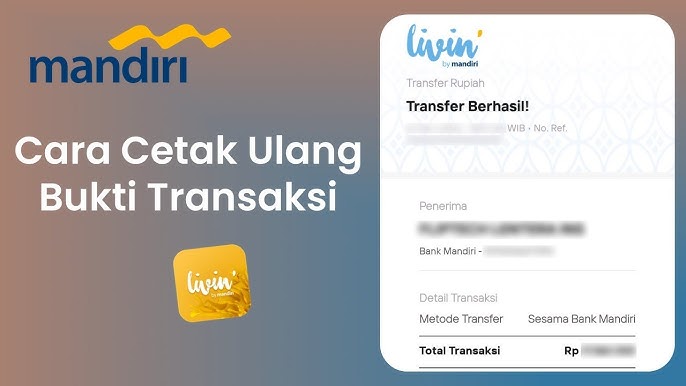 mandiri
Cara Cetak Ulang
Bukti Transaksi
livin'
by mandiri
livin'
by mandiri
Transfer Rupiah
Transfer Berhasil!
WIB • No. Ref.
Penerima
Bank Mandiri -
Detail Transaksi
Metode Transfer Sesama Bank Mandiri
Total Transaksi Rp